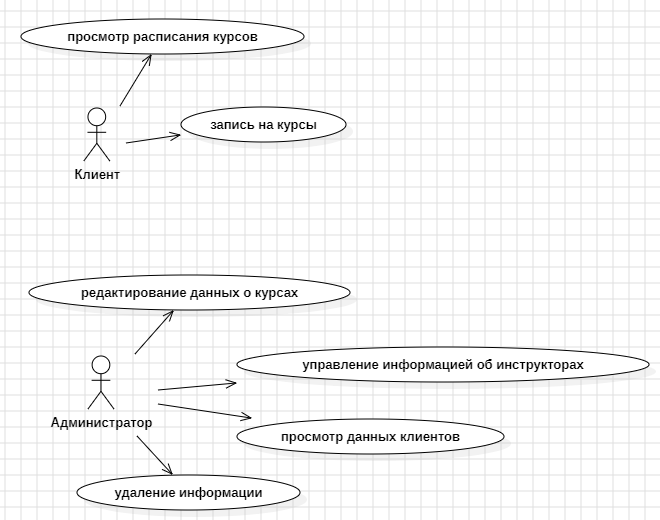 просмотр расписания курсов
запись на курсы
Клиент
редактирование данных о курсах
управление информацией об инструкторах
Администратор
просмотр данных клиентов
удаление информации